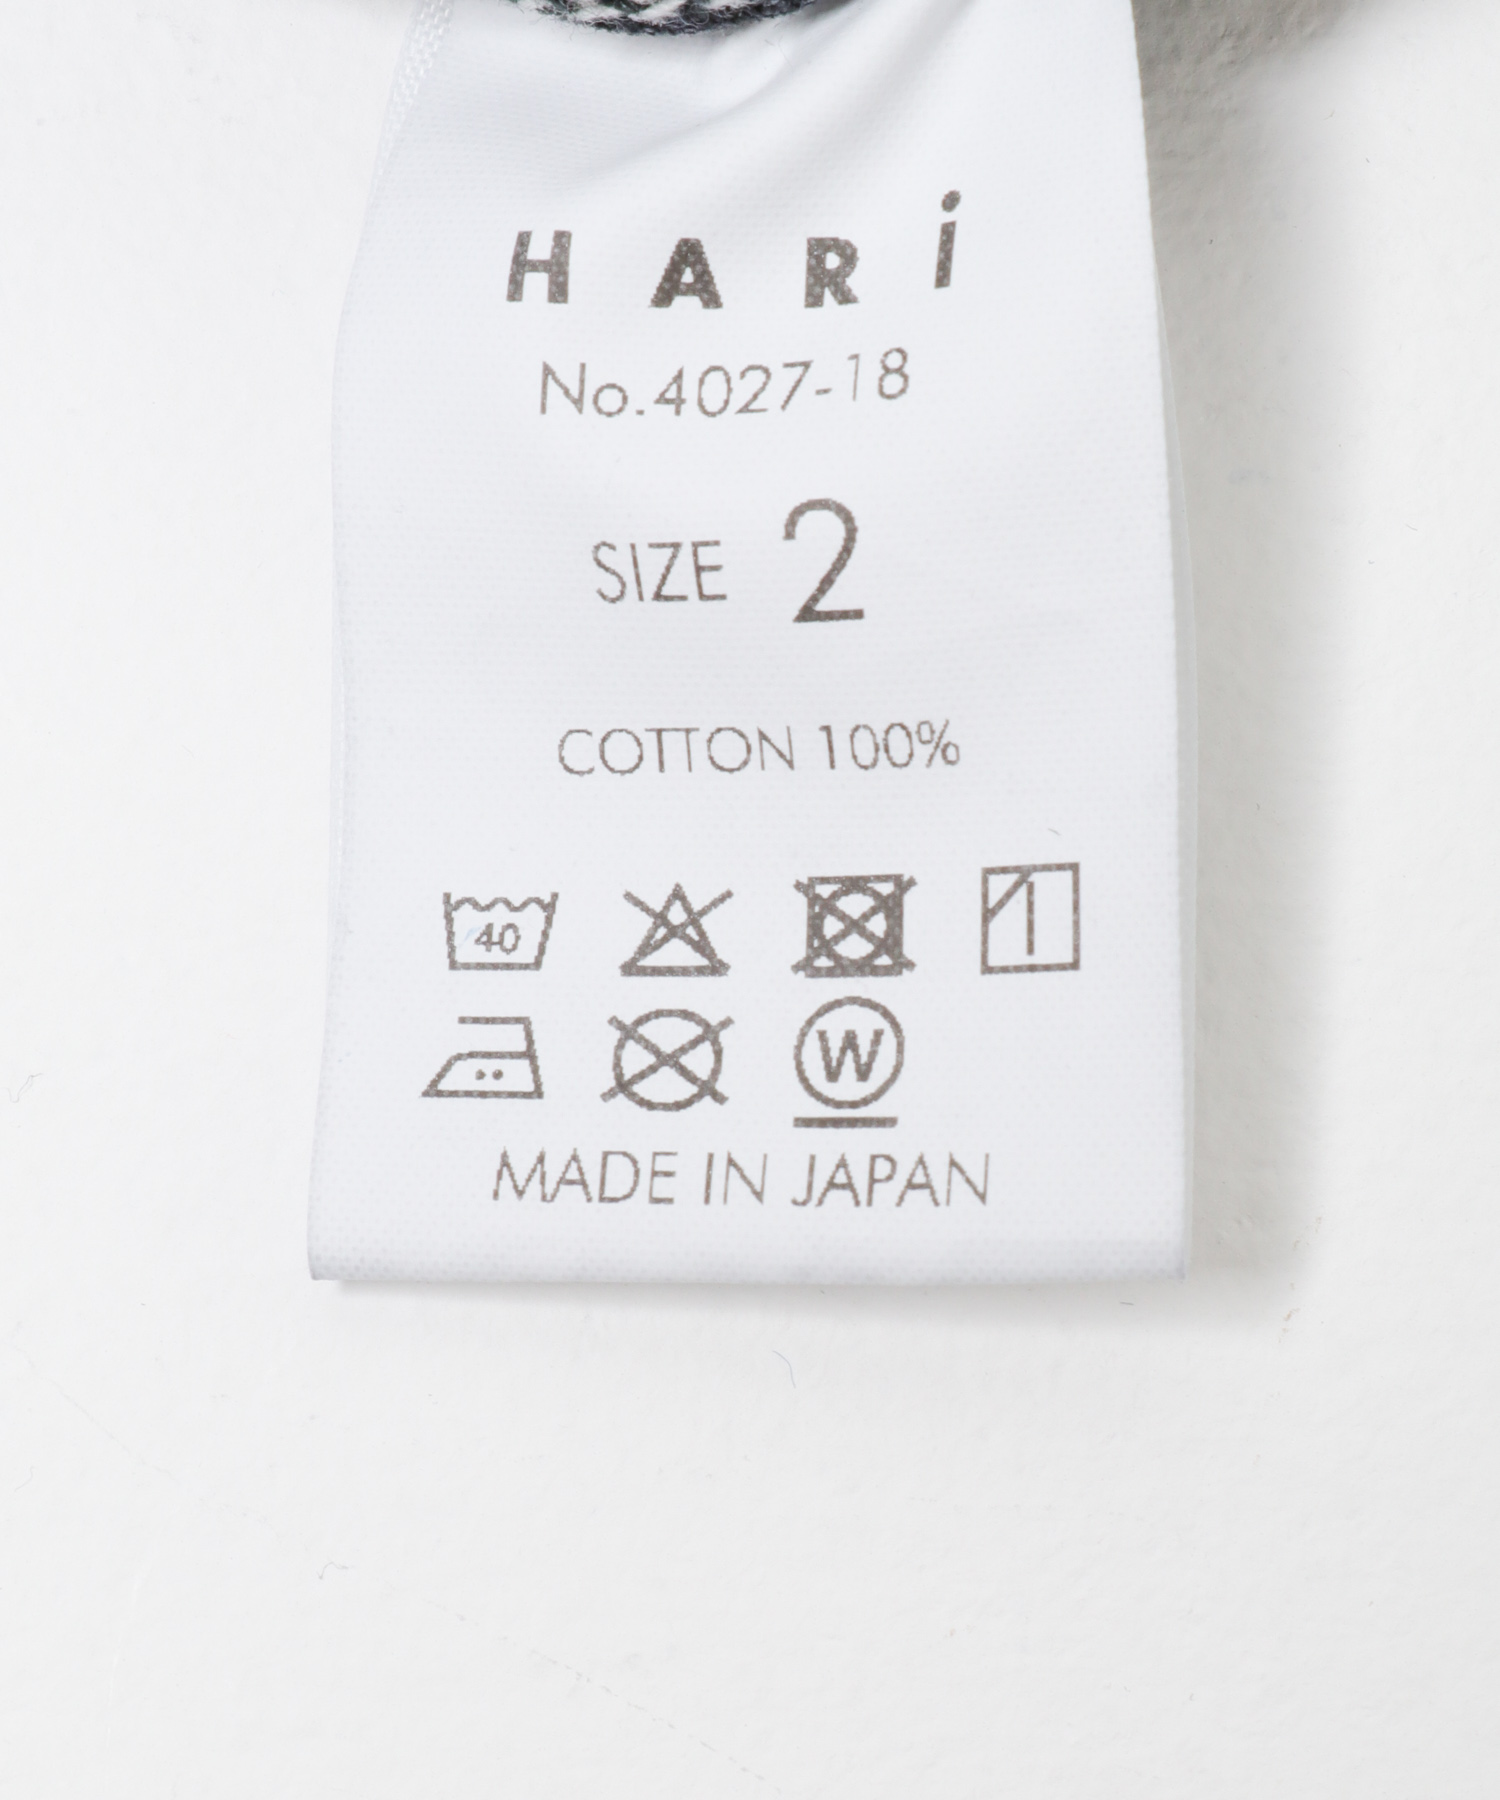 HARi
No.4027-18
SIZE 2
COTTON 100%
40
W
MADE IN JAPAN